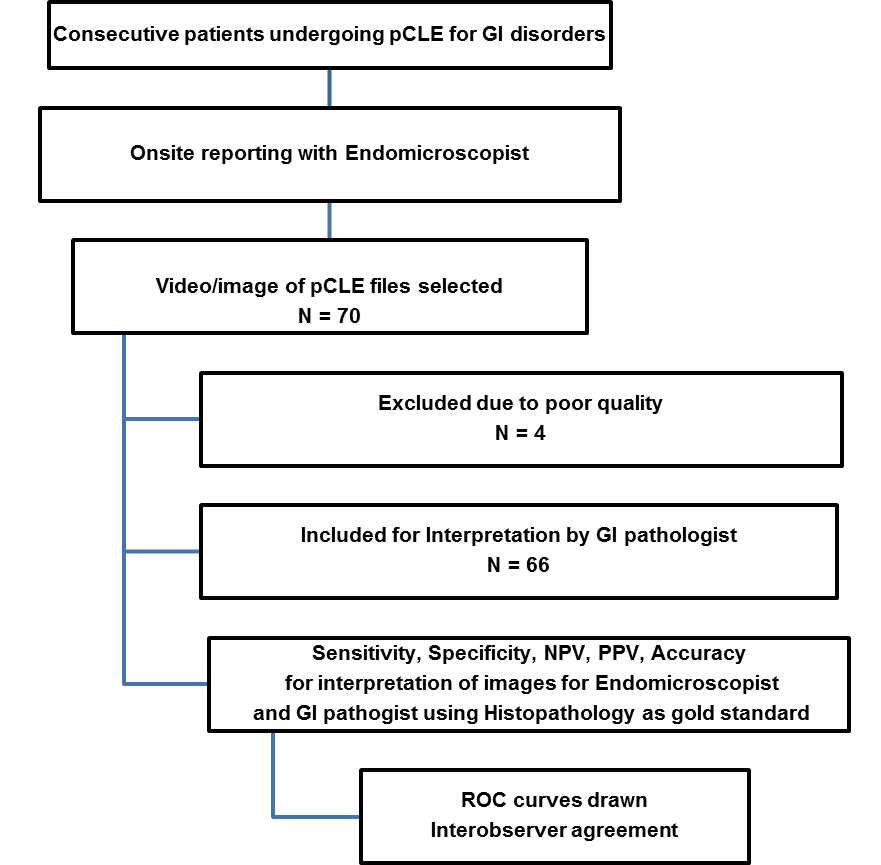 Consecutive patients undergoing pCLE for GI disorders
Onsite reporting with Endomicroscopist
Video/image of pCLE files selected
N = 70
Excluded due to poor quality
N = 4
Included for Interpretation by GI pathologist
N = 66
Sensitivity, Specificity, NPV, PPV, Accuracy
for interpretation of images for Endomicroscopist
and GI pathogist using Histopathology as gold standard
ROC curves drawn
Interobserver agreement